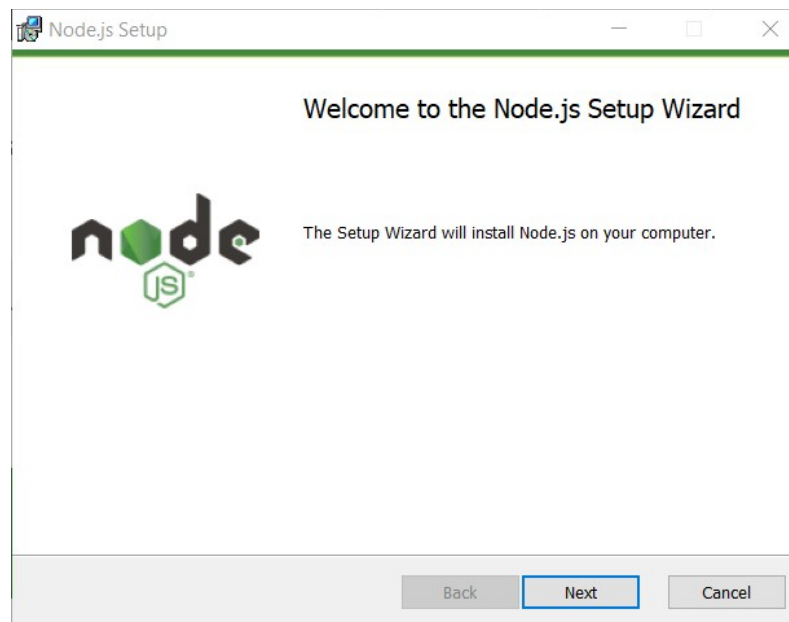 Node.js Setup
Welcome to the Node.js Setup Wizard
node
JS
The Setup Wizard will install Node.js on your computer.
Back
Next
Cancel